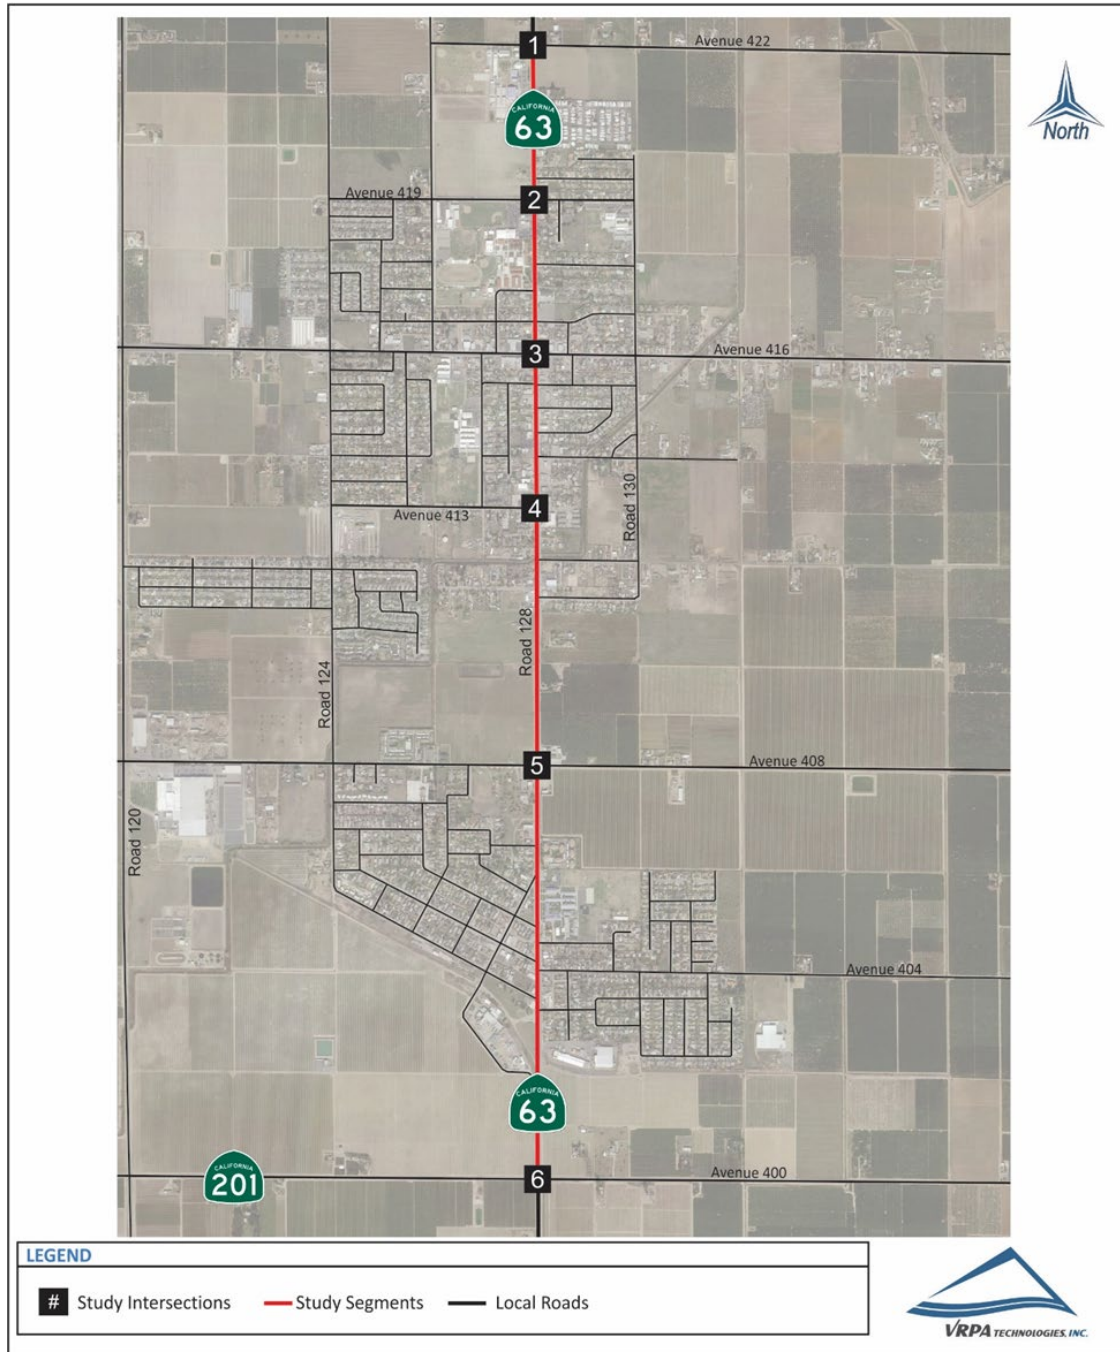 1
Avenue 422
CALIFORNIA
63
North
Avenue 419
2
3
Avenue 416
4
Avenue 413
Road 130
Road 128
Road 124
5
Avenue 408
Road 120
Avenue 404
CALIFORNIA
63
CALIFORNIA
201
6
Avenue 400
LEGEND
# Study Intersections Study Segments Local Roads
VRPA TECHNOLOGIES, INC.